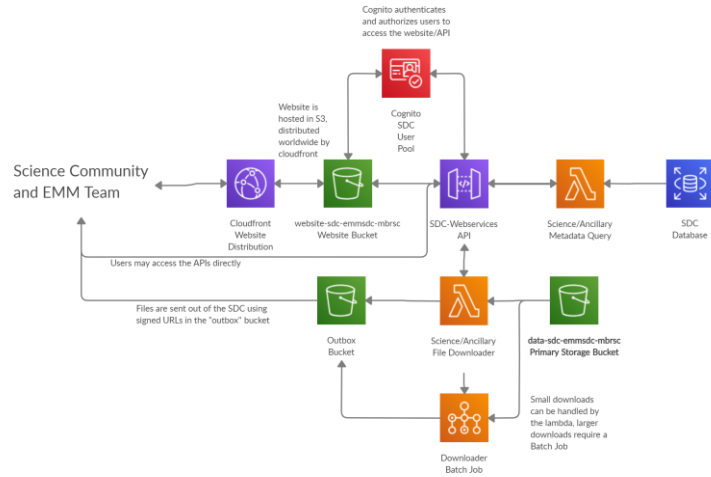 Cognito authenticates
and authorizes users to
access the website/API
Cognito
SDC
User
Pool
Website is
hosted in S3,
distributed
worldwide by
cloudfront
Science Community
and EMM Team
Cloudfront
Website
Distribution
website-sdc-emmsdc-mbrsc
Website Bucket
SDC-Webservices
API
Science/Ancillary
Metadata Query
SDC
Database
Users may access the APIs directly
Files are sent out of the SDC using
signed URLs in the "outbox" bucket
Outbox
Bucket
Science/Ancillary
File Downloader
data-sdc-emmsdc-mbrsc
Primary Storage Bucket
Small downloads
can be handled by
the lambda, larger
downloads require a
Batch Job
Downloader
Batch Job